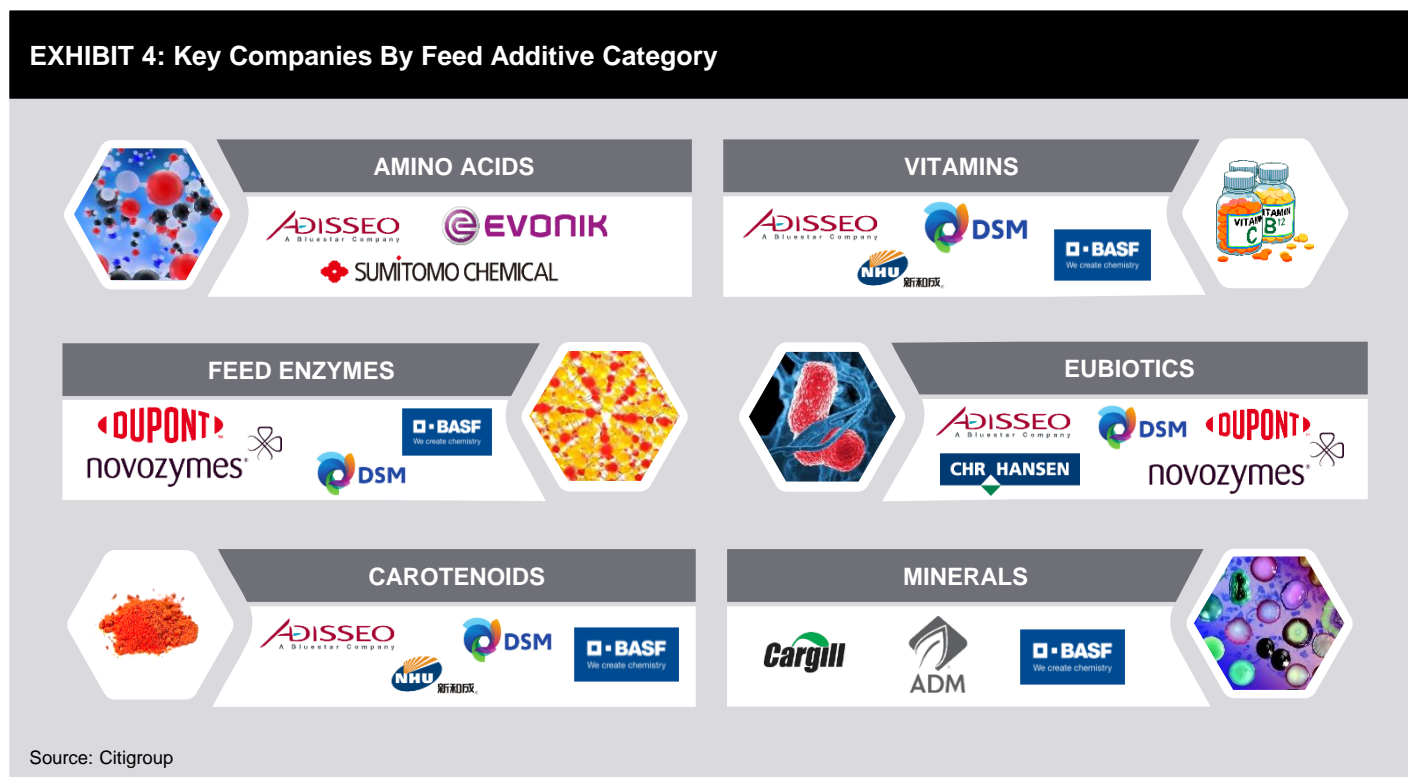 EXHIBIT 4: Key Companies By Feed Additive Category
AMINO ACIDS
ADISSEO
A Bluestar Company
EVONIK
SUMITOMO CHEMICAL
VITAMINS
ADISSEO
A Bluestar Company
DSM
NHU
新和成®
BASF
We create chemistry
VITAMIN
C
VITAMIN
B12
FEED ENZYMES
DUPONT™
novozymes®
DSM
BASF
We create chemistry
EUBIOTICS
ADISSEO
A Bluestar Company
DSM
DUPONT™
CHR HANSEN
novozymes®
CAROTENOIDS
ADISSEO
A Bluestar Company
DSM
NHU
新和成®
BASF
We create chemistry
MINERALS
Cargill
ADM
BASF
We create chemistry
Source: Citigroup